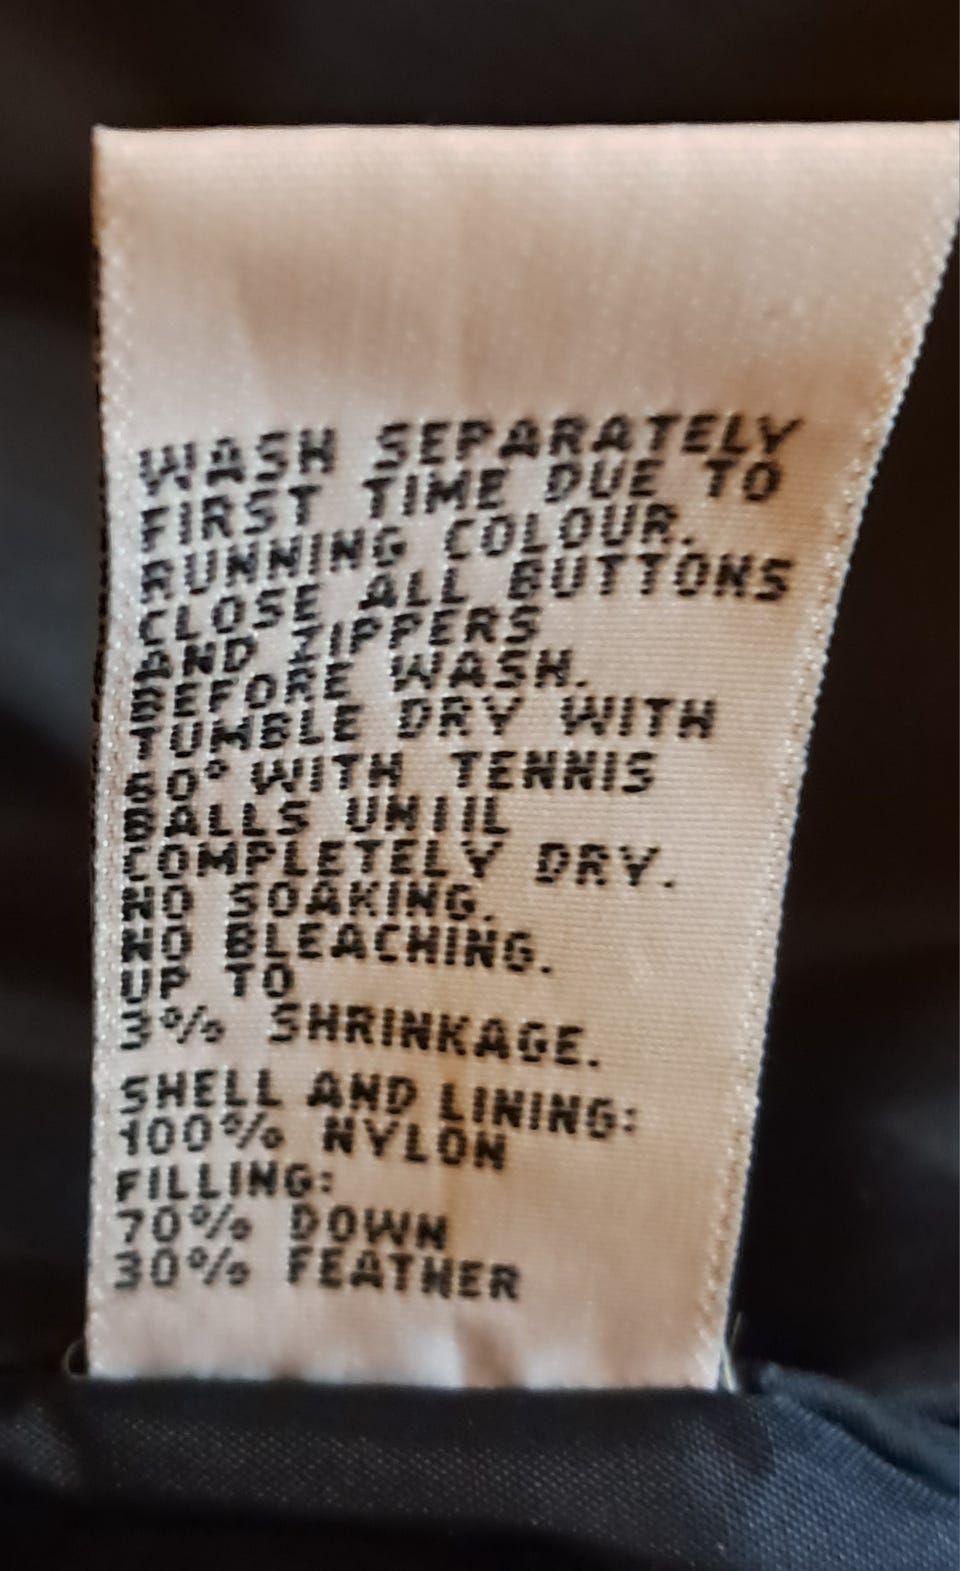 WASH SEPARATELY
FIRST TIME DUE TO
RUNNING COLOUR.
CLOSE ALL BUTTONS
AND ZIPPERS
BEFORE WASH.
TUMBLE DRY WITH
60° WITH TENNIS
BALLS UNTIL
COMPLETELY DRY.
NO SOAKING.
NO BLEACHING.
UP TO
3% SHRINKAGE.
SHELL AND LINING:
100% NYLON
FILLING:
70% DOWN
30% FEATHER